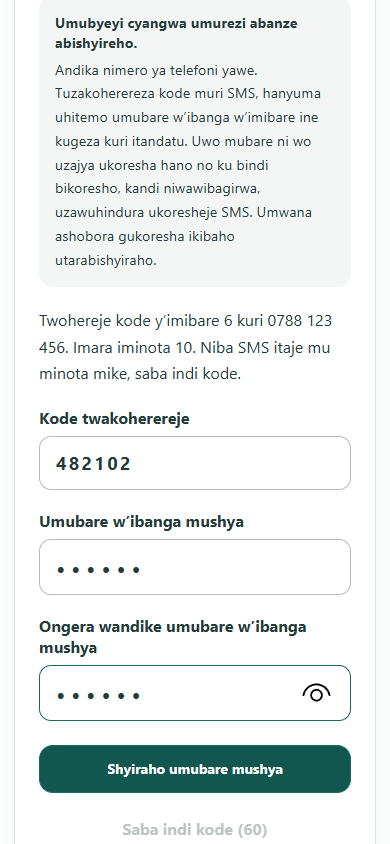 Umubyeyi cyangwa umurezi abanze
abishyireho.
Andika nimero ya telefoni yawe.
Tuzakoherereza kode muri SMS, hanyuma
uhitemo umubare w’ibanga w’imibare ine
kugeza kuri itandatu. Uwo mubare ni wo
uzajya ukoresha hano no ku bindi
bikoresho, kandi niwawibagirwa,
uzawuhindura ukoresheje SMS. Umwana
ashobora gukoresha ikibaho
utarabishyiraho.
Twohereje kode y’imibare 6 kuri 0788 123
456. Imara iminota 10. Niba SMS itaje mu
minota mike, saba indi kode.
Kode twakoherereje
482102
Umubare w’ibanga mushya
••••••
Ongera wandike umubare w’ibanga
mushya
••••••
Shyiraho umubare mushya
Saba indi kode (60)